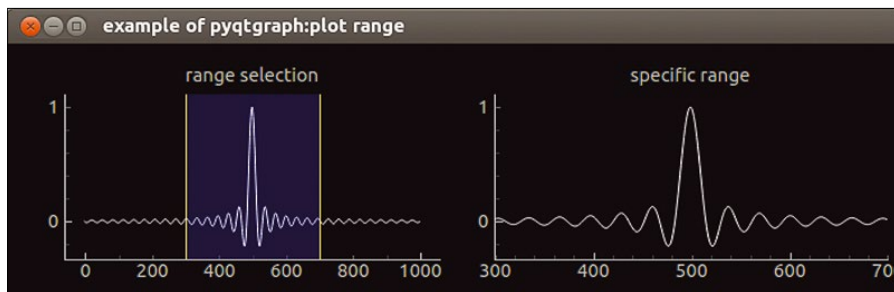 example of pyqtgraph:plot range
range selection
1
0
0 200 400 600 800 1000
specific range
1
0
300 400 500 600 70